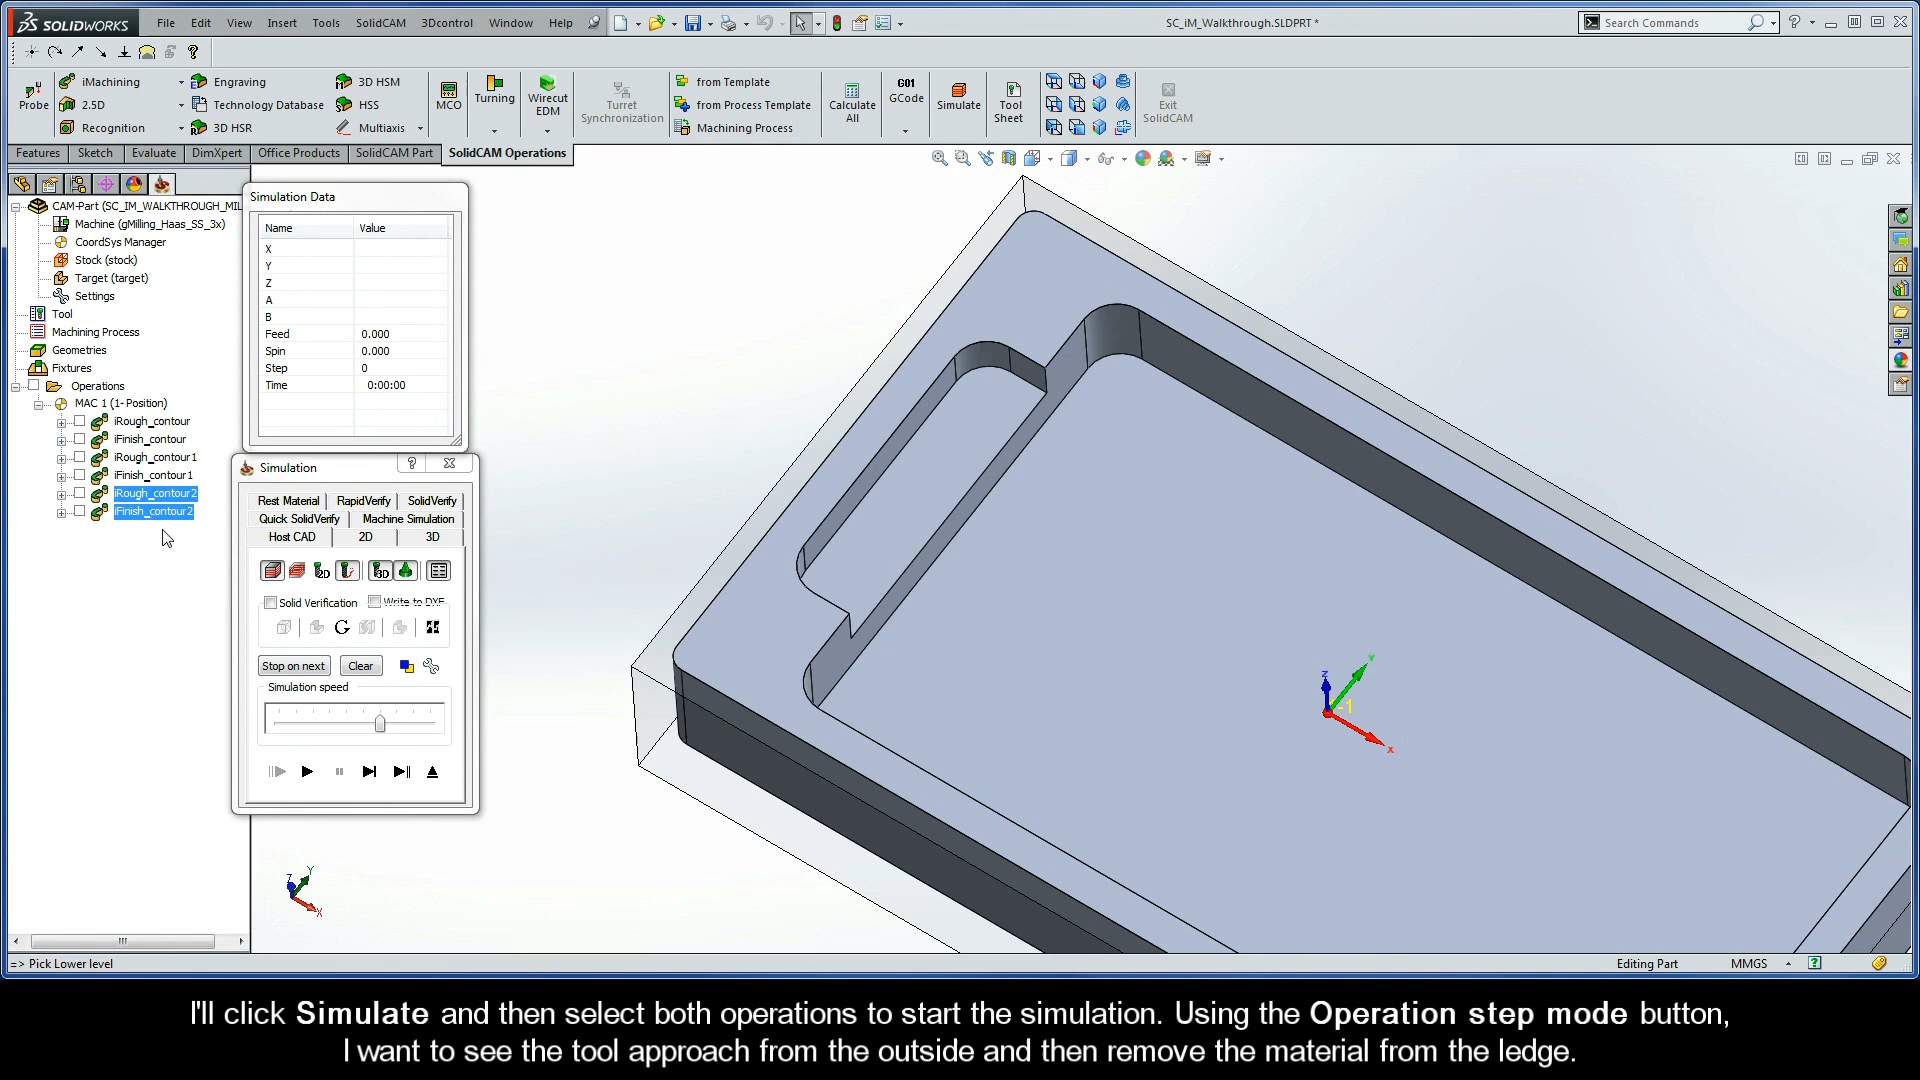 SOLIDWORKS File Edit View Insert Tools SolidCAM 3Dcontrol Window Help SC_iM_Walkthrough.SLDPRT * Search Commands
Probe
iMachining
2.5D
Recognition
Engraving
Technology Database
3D HSR
3D HSM
HSS
Multiaxis
MCO
Turning
Wirecut
EDM
Turret
Synchronization
from Template
from Process Template
Machining Process
Calculate
All
G01
GCode
Simulate
Tool
Sheet
Exit
SolidCAM
Features Sketch Evaluate DimXpert Office Products SolidCAM Part SolidCAM Operations
CAM-Part (SC_IM_WALKTHROUGH_MIL
Machine (gMilling_Haas_SS_3x)
CoordSys Manager
Stock (stock)
Target (target)
Settings
Tool
Machining Process
Geometries
Fixtures
Operations
MAC 1 (1- Position)
iRough_contour
iFinish_contour
iRough_contour1
iFinish_contour1
iRough_contour2
iFinish_contour2
Simulation Data
Name Value
X
Y
Z
A
B
Feed 0.000
Spin 0.000
Step 0
Time 0:00:00
Simulation
Rest Material RapidVerify SolidVerify
Quick SolidVerify Machine Simulation
Host CAD 2D 3D
2D 3D
Solid Verification Write to DXF
Stop on next Clear
Simulation speed
Z Y X
Z Y -1 X
=> Pick Lower level Editing Part MMGS
I'll click Simulate and then select both operations to start the simulation. Using the Operation step mode button,
I want to see the tool approach from the outside and then remove the material from the ledge.